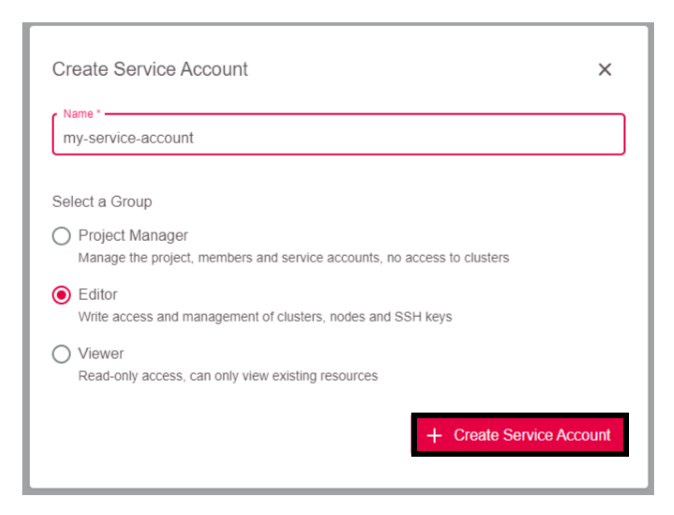 Create Service Account
Name *
my-service-account
Select a Group
Project Manager
Manage the project, members and service accounts, no access to clusters
Editor
Write access and management of clusters, nodes and SSH keys
Viewer
Read-only access, can only view existing resources
+ Create Service Account